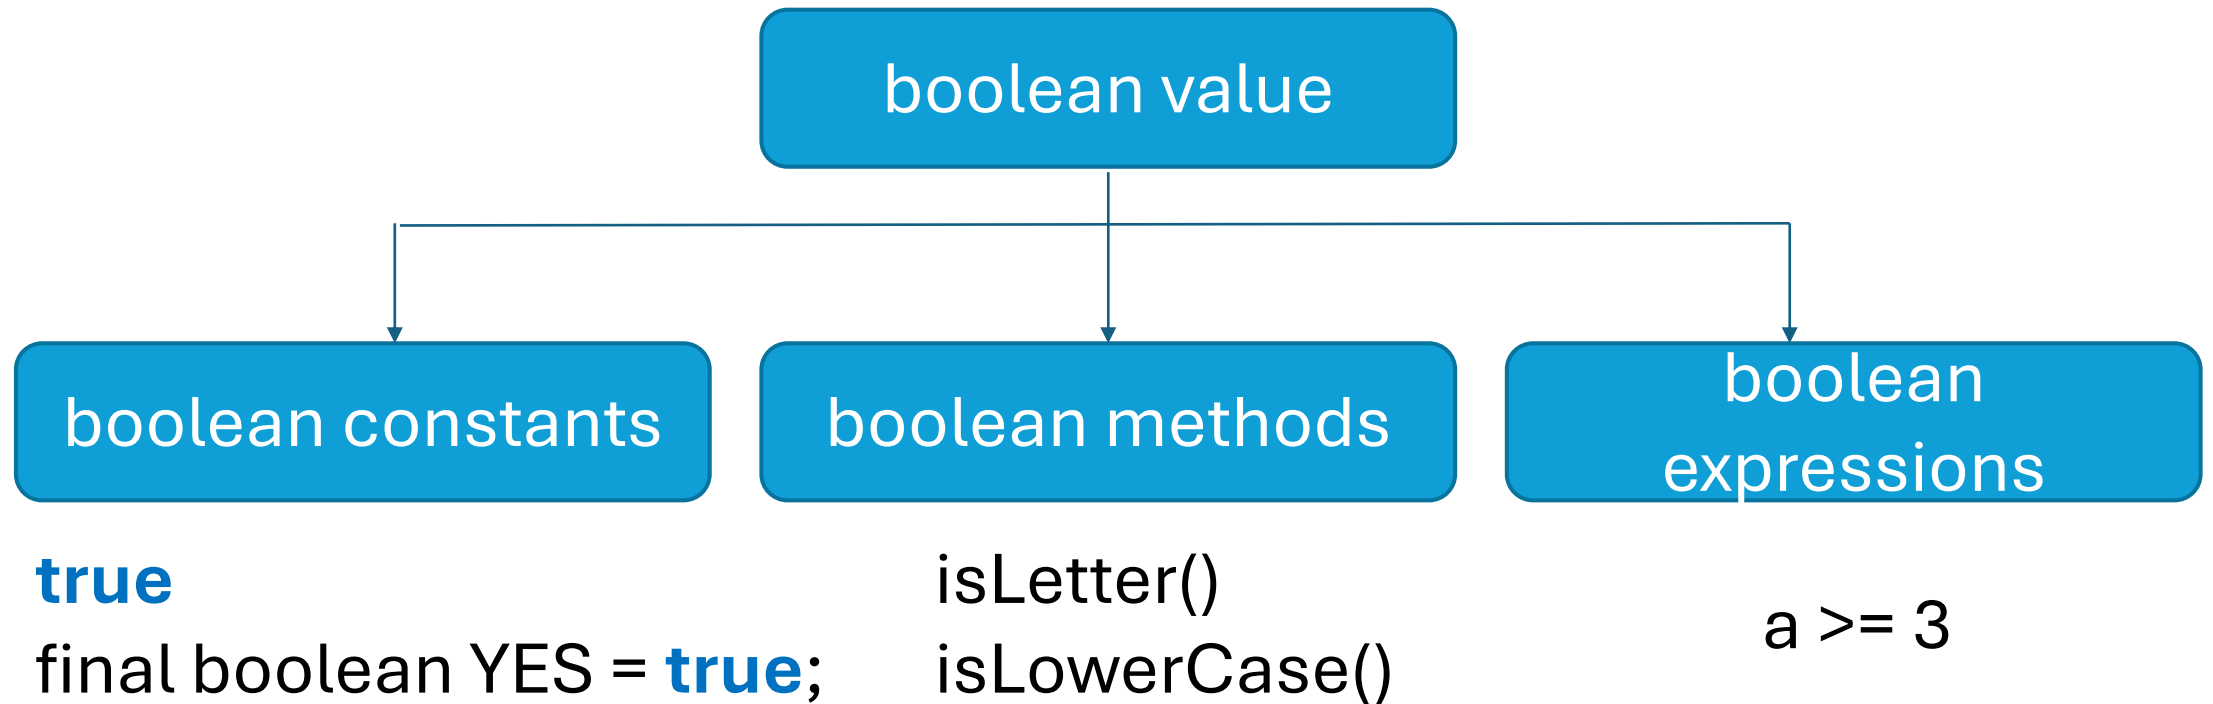 boolean value
boolean constants
boolean methods
boolean
expressions
true
final boolean YES = true;
isLetter()
isLowerCase()
a >= 3